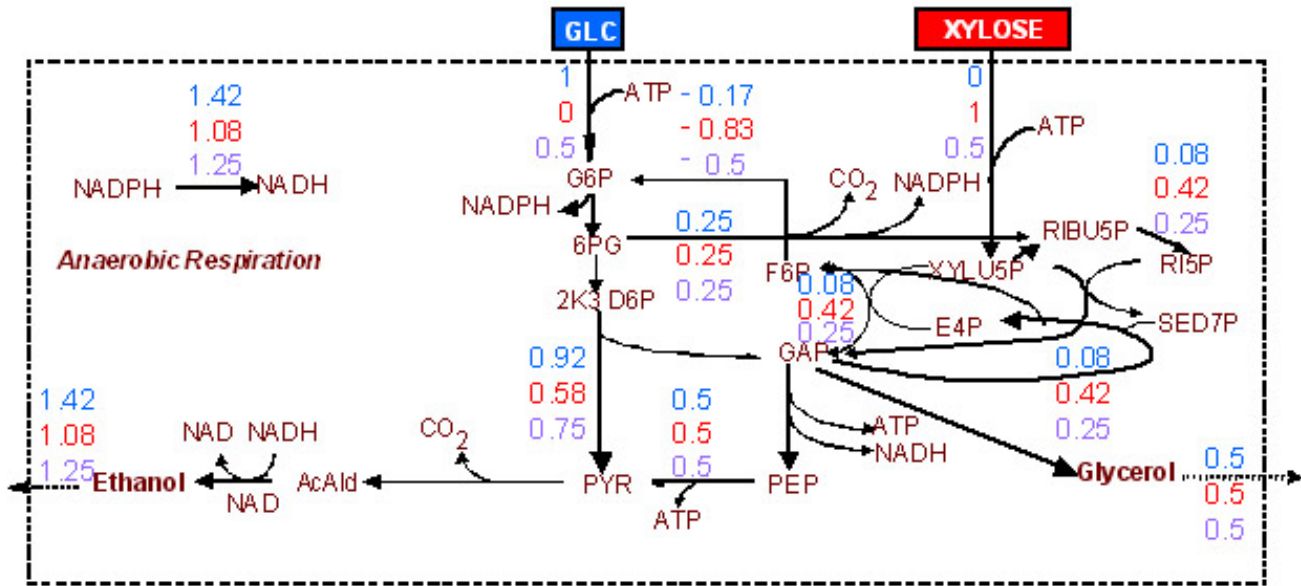 GLC
XYLOSE
1
0
0.5
ATP
- 0.17
- 0.83
- 0.5
0
1
0.5
ATP
1.42
1.08
1.25
NADPH
NADH
G6P
NADPH
CO2
NADPH
0.08
0.42
0.25
Anaerobic Respiration
6PG
0.25
0.25
0.25
F6P
XYLU5P
RIBU5P
RI5P
2K3D6P
0.08
0.42
0.25
E4P
SED7P
GAP
0.92
0.58
0.75
0.5
0.5
0.5
0.08
0.42
0.25
ATP
NADH
1.42
1.08
1.25
NAD NADH
CO2
Ethanol
NAD
AcAld
PYR
PEP
ATP
Glycerol
0.5
0.5
0.5